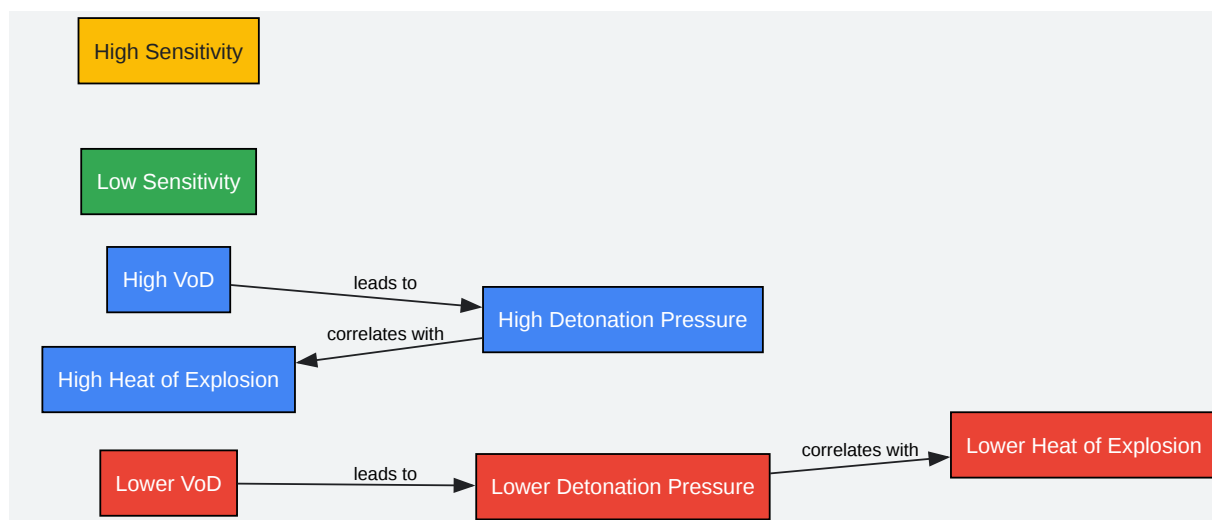 High Sensitivity
Low Sensitivity
High VoD
leads to
High Detonation Pressure
correlates with
High Heat of Explosion
Lower VoD
leads to
Lower Detonation Pressure
correlates with
Lower Heat of Explosion